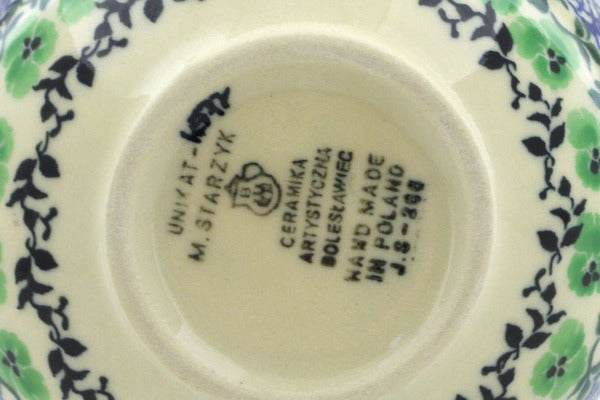 UNIKAT-
M. STARZYK
B
CERAMIKA
ARTYSTYCZNA
BOLESŁAWIEC
HAND MADE
IN POLAND
J.S-366